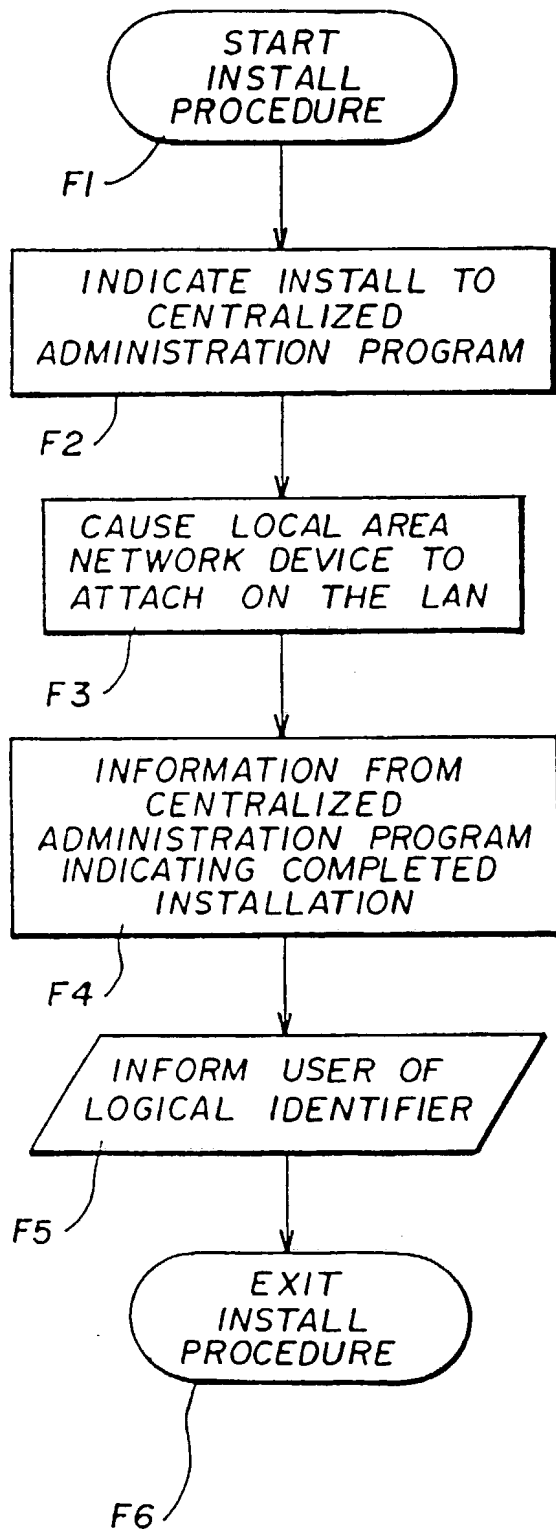 START
INSTALL
PROCEDURE
F1
INDICATE INSTALL TO
CENTRALIZED
ADMINISTRATION PROGRAM
F2
CAUSE LOCAL AREA
NETWORK DEVICE TO
ATTACH ON THE LAN
F3
INFORMATION FROM
CENTRALIZED
ADMINISTRATION PROGRAM
INDICATING COMPLETED
INSTALLATION
F4
INFORM USER OF
LOGICAL IDENTIFIER
F5
EXIT
INSTALL
PROCEDURE
F6